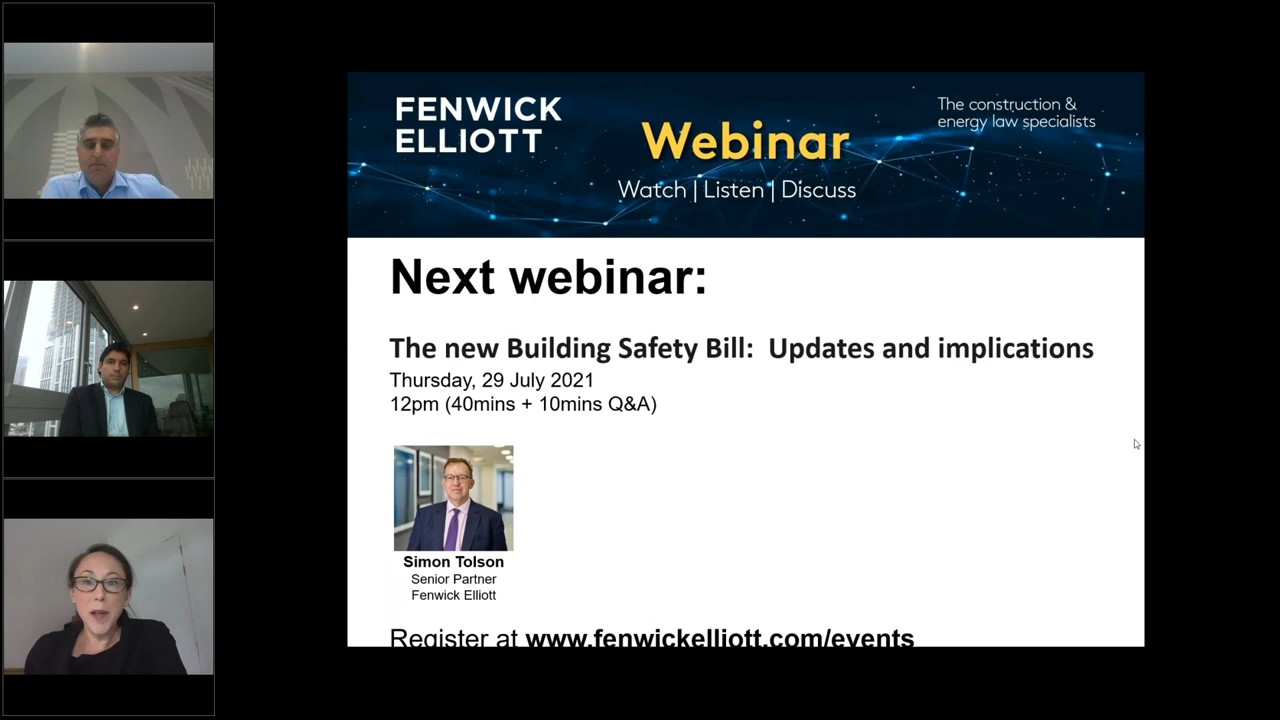 FENWICK
ELLIOTT
Webinar
Watch | Listen | Discuss
The construction &
energy law specialists
Next webinar:
The new Building Safety Bill:  Updates and implications
Thursday, 29 July 2021
12pm (40mins + 10mins Q&A)
Simon Tolson
Senior Partner
Fenwick Elliott
Register at www.fenwickelliott.com/events